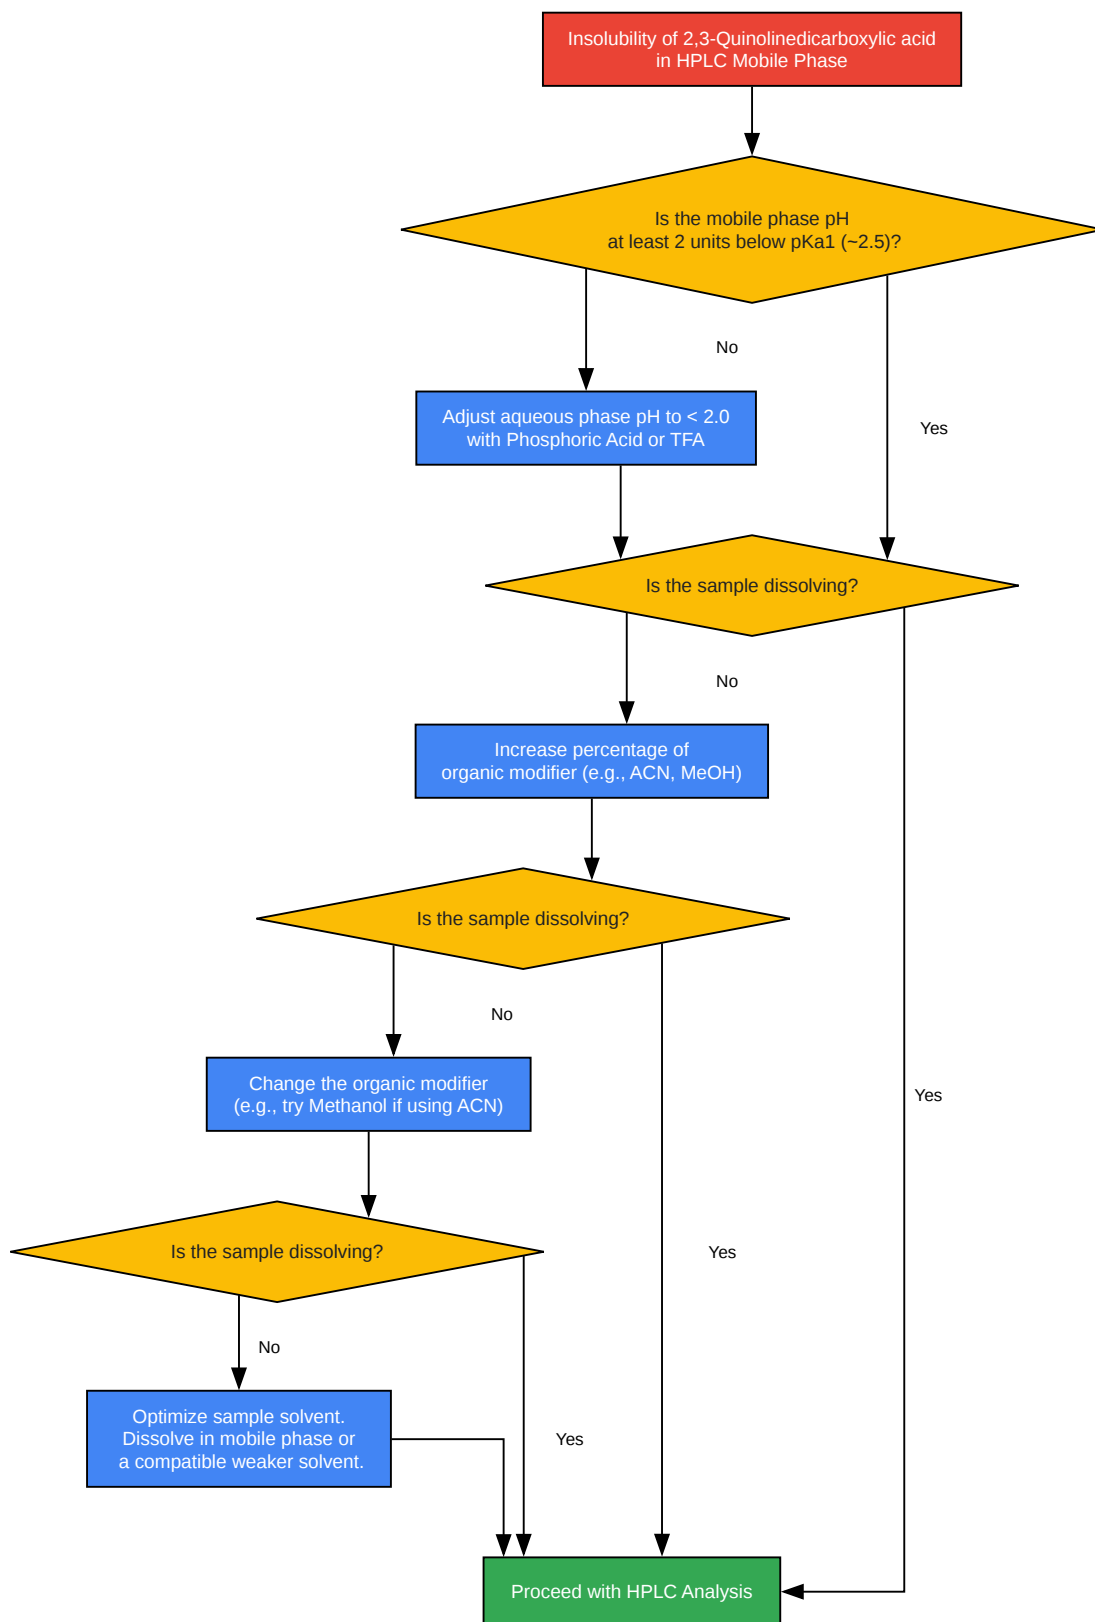 Insolubility of 2,3-Quinolinedicarboxylic acid
in HPLC Mobile Phase
Is the mobile phase pH
at least 2 units below pKa1 (~2.5)?
No
Adjust aqueous phase pH to < 2.0
with Phosphoric Acid or TFA
Yes
Is the sample dissolving?
No
Increase percentage of
organic modifier (e.g., ACN, MeOH)
Is the sample dissolving?
No
Change the organic modifier
(e.g., try Methanol if using ACN)
Yes
Is the sample dissolving?
Yes
No
Optimize sample solvent.
Dissolve in mobile phase or
a compatible weaker solvent.
Yes
Proceed with HPLC Analysis